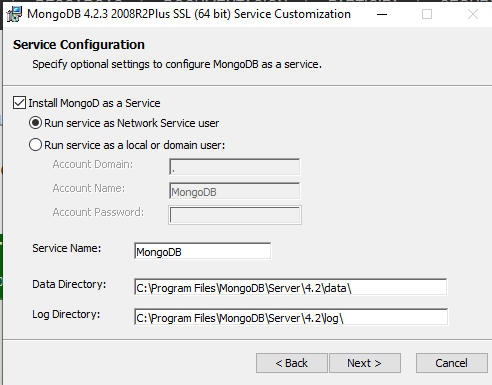 MongoDB 4.2.3 2008R2Plus SSL (64 bit) Service Customization
Service Configuration
Specify optional settings to configure MongoDB as a service.
Install MongoD as a Service
Run service as Network Service user
Run service as a local or domain user:
Account Domain: .
Account Name: MongoDB
Account Password:
Service Name: MongoDB
Data Directory: C:\Program Files\MongoDB\Server\4.2\data\
Log Directory: C:\Program Files\MongoDB\Server\4.2\log\
< Back Next > Cancel